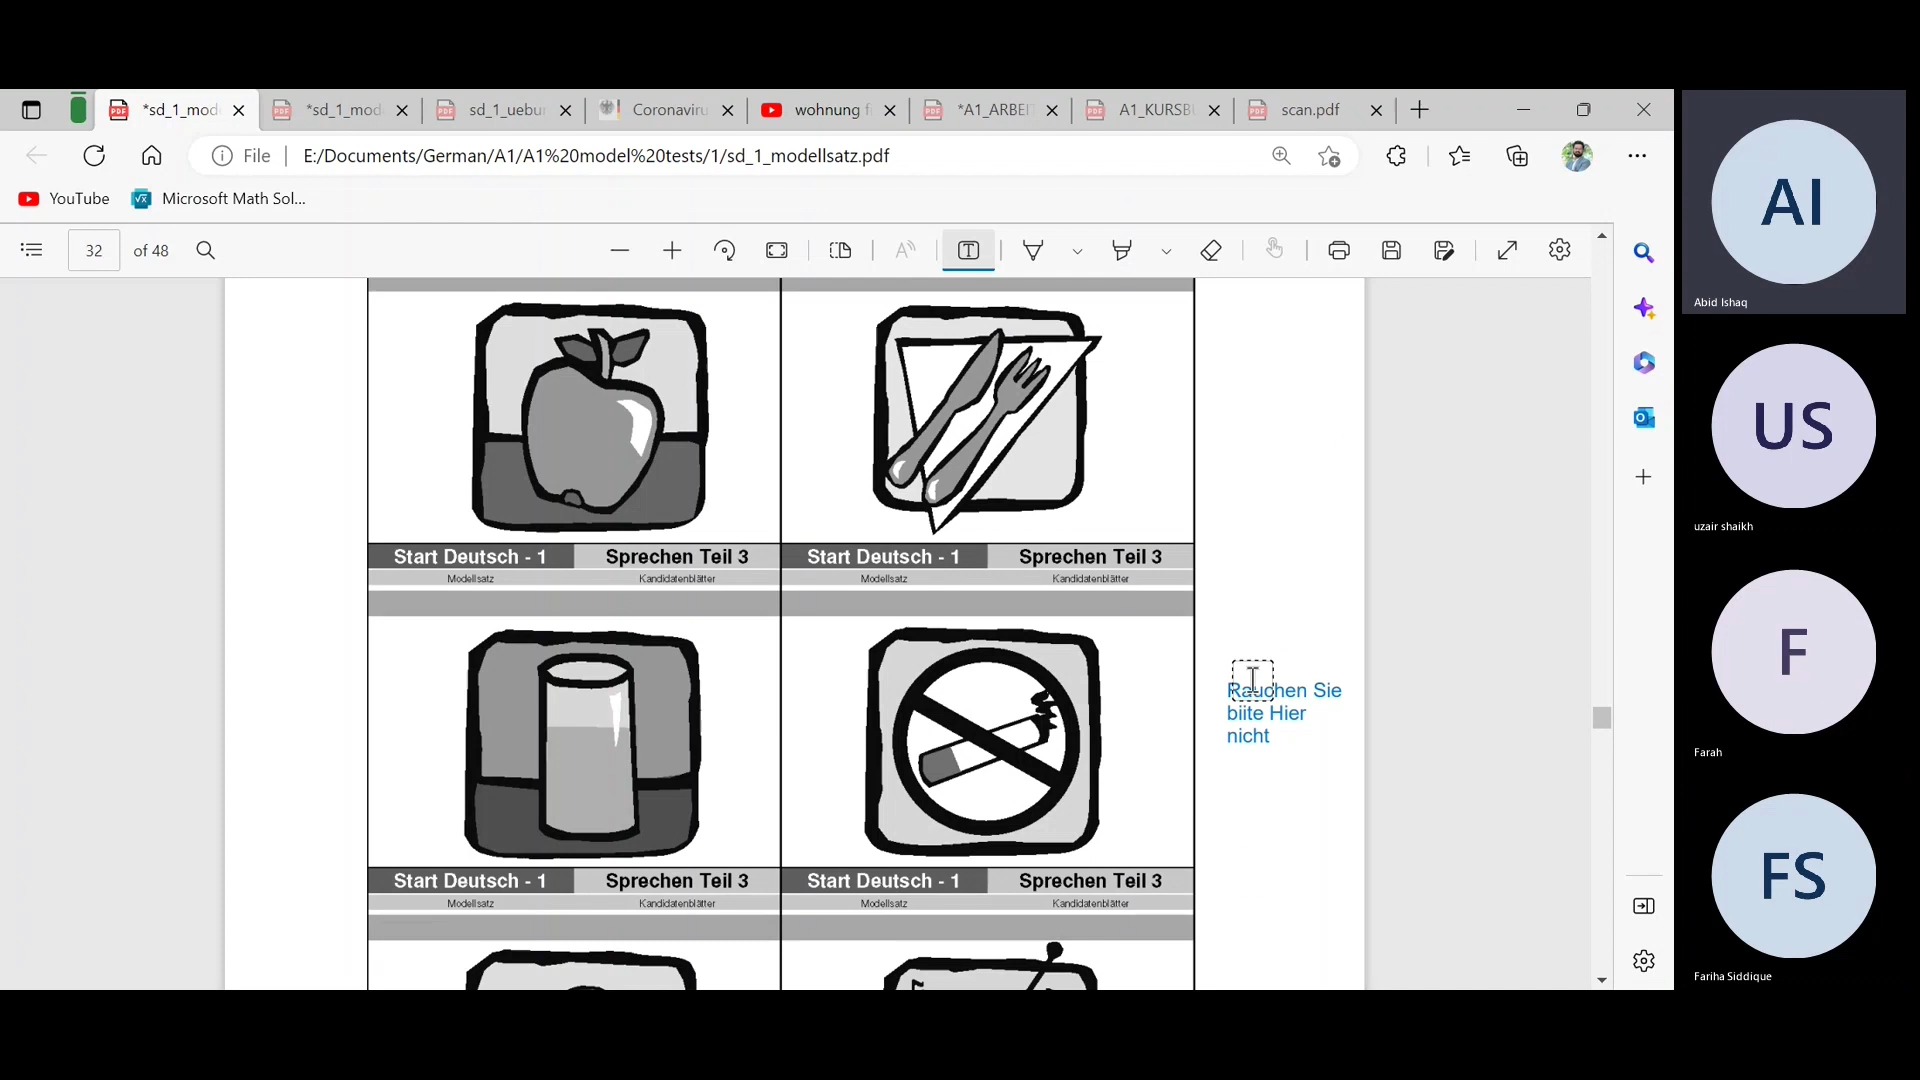 *sd_1_mod
*sd_1_mod
sd_1_uebu
Coronaviru
wohnung f
*A1_ARBEI
A1_KURSBU
scan.pdf
File
E:/Documents/German/A1/A1%20model%20tests/1/sd_1_modellsatz.pdf
YouTube
Microsoft Math Sol...
32 of 48
Start Deutsch - 1 Sprechen Teil 3 Start Deutsch - 1 Sprechen Teil 3
Modellsatz Kandidatenblätter Modellsatz Kandidatenblätter
Rauchen Sie
biite Hier
nicht
Start Deutsch - 1 Sprechen Teil 3 Start Deutsch - 1 Sprechen Teil 3
Modellsatz Kandidatenblätter Modellsatz Kandidatenblätter
AI
Abid Ishaq
US
uzair shaikh
F
Farah
FS
Fariha Siddique